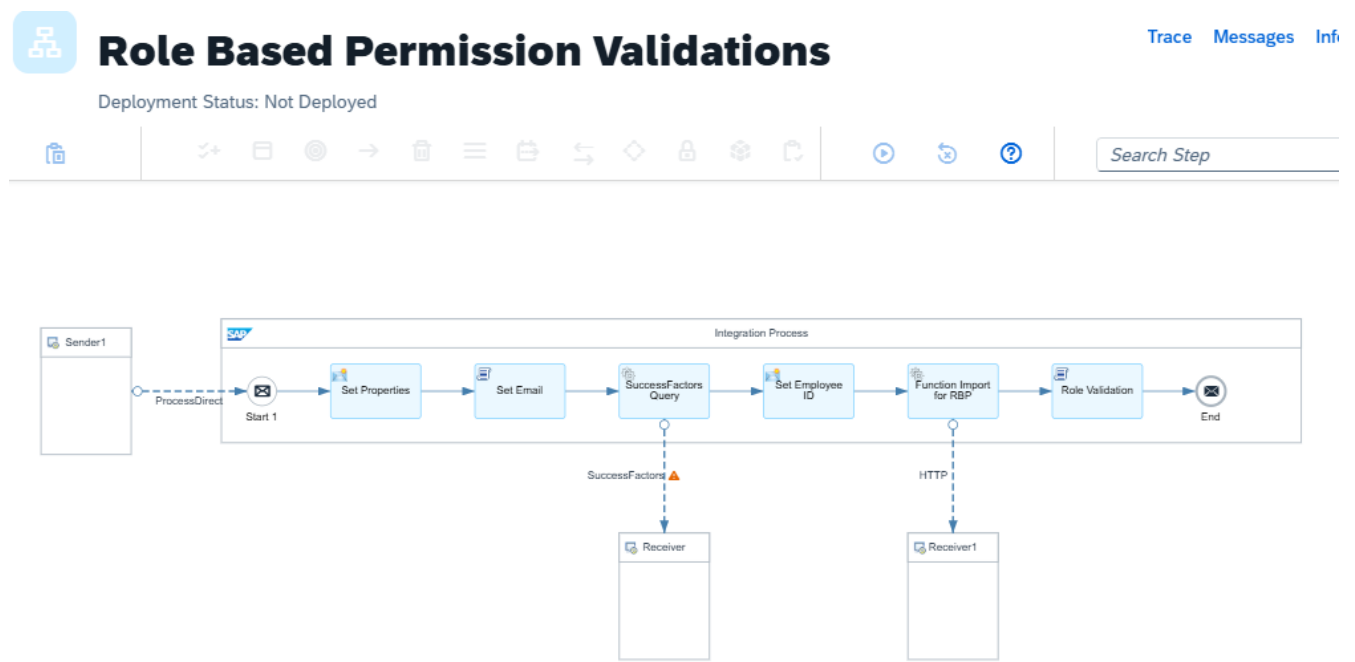 Role Based Permission Validations
Trace Messages
Deployment Status: Not Deployed
Search Step
Sender1
SAP
Integration Process
ProcessDirect
Start 1
Set Properties
Set Email
SuccessFactors
Query
Set Employee
ID
Function Import
for RBP
Role Validation
End
SuccessFactors
HTTP
Receiver
Receiver1